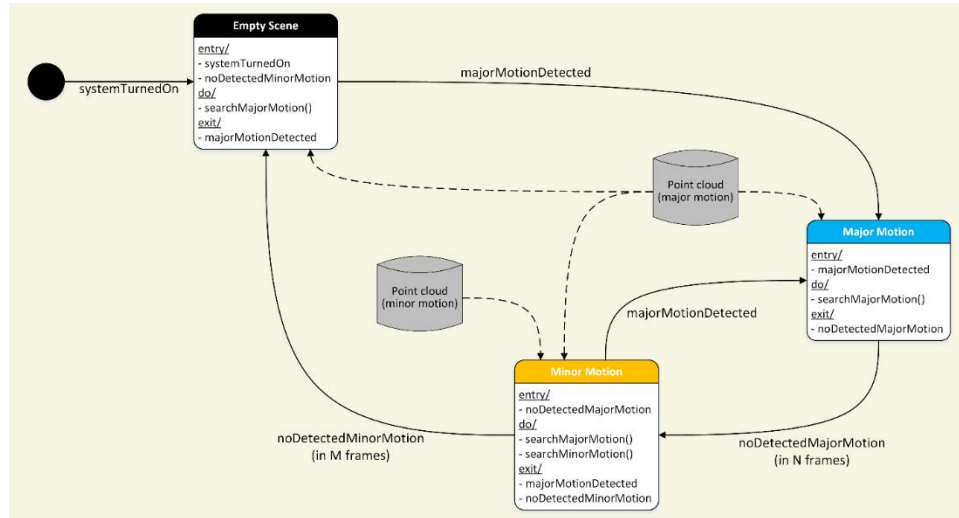 Empty Scene
entry/
- systemTurnedOn
- noDetectedMinorMotion
do/
- searchMajorMotion()
exit/
- majorMotionDetected
systemTurnedOn
majorMotionDetected
Point cloud
(major motion)
Major Motion
entry/
- majorMotionDetected
do/
- searchMajorMotion()
exit/
- noDetectedMajorMotion
Point cloud
(minor motion)
majorMotionDetected
Minor Motion
entry/
- noDetectedMajorMotion
do/
- searchMajorMotion()
- searchMinorMotion()
exit/
- majorMotionDetected
- noDetectedMinorMotion
noDetectedMinorMotion
(in M frames)
noDetectedMajorMotion
(in N frames)